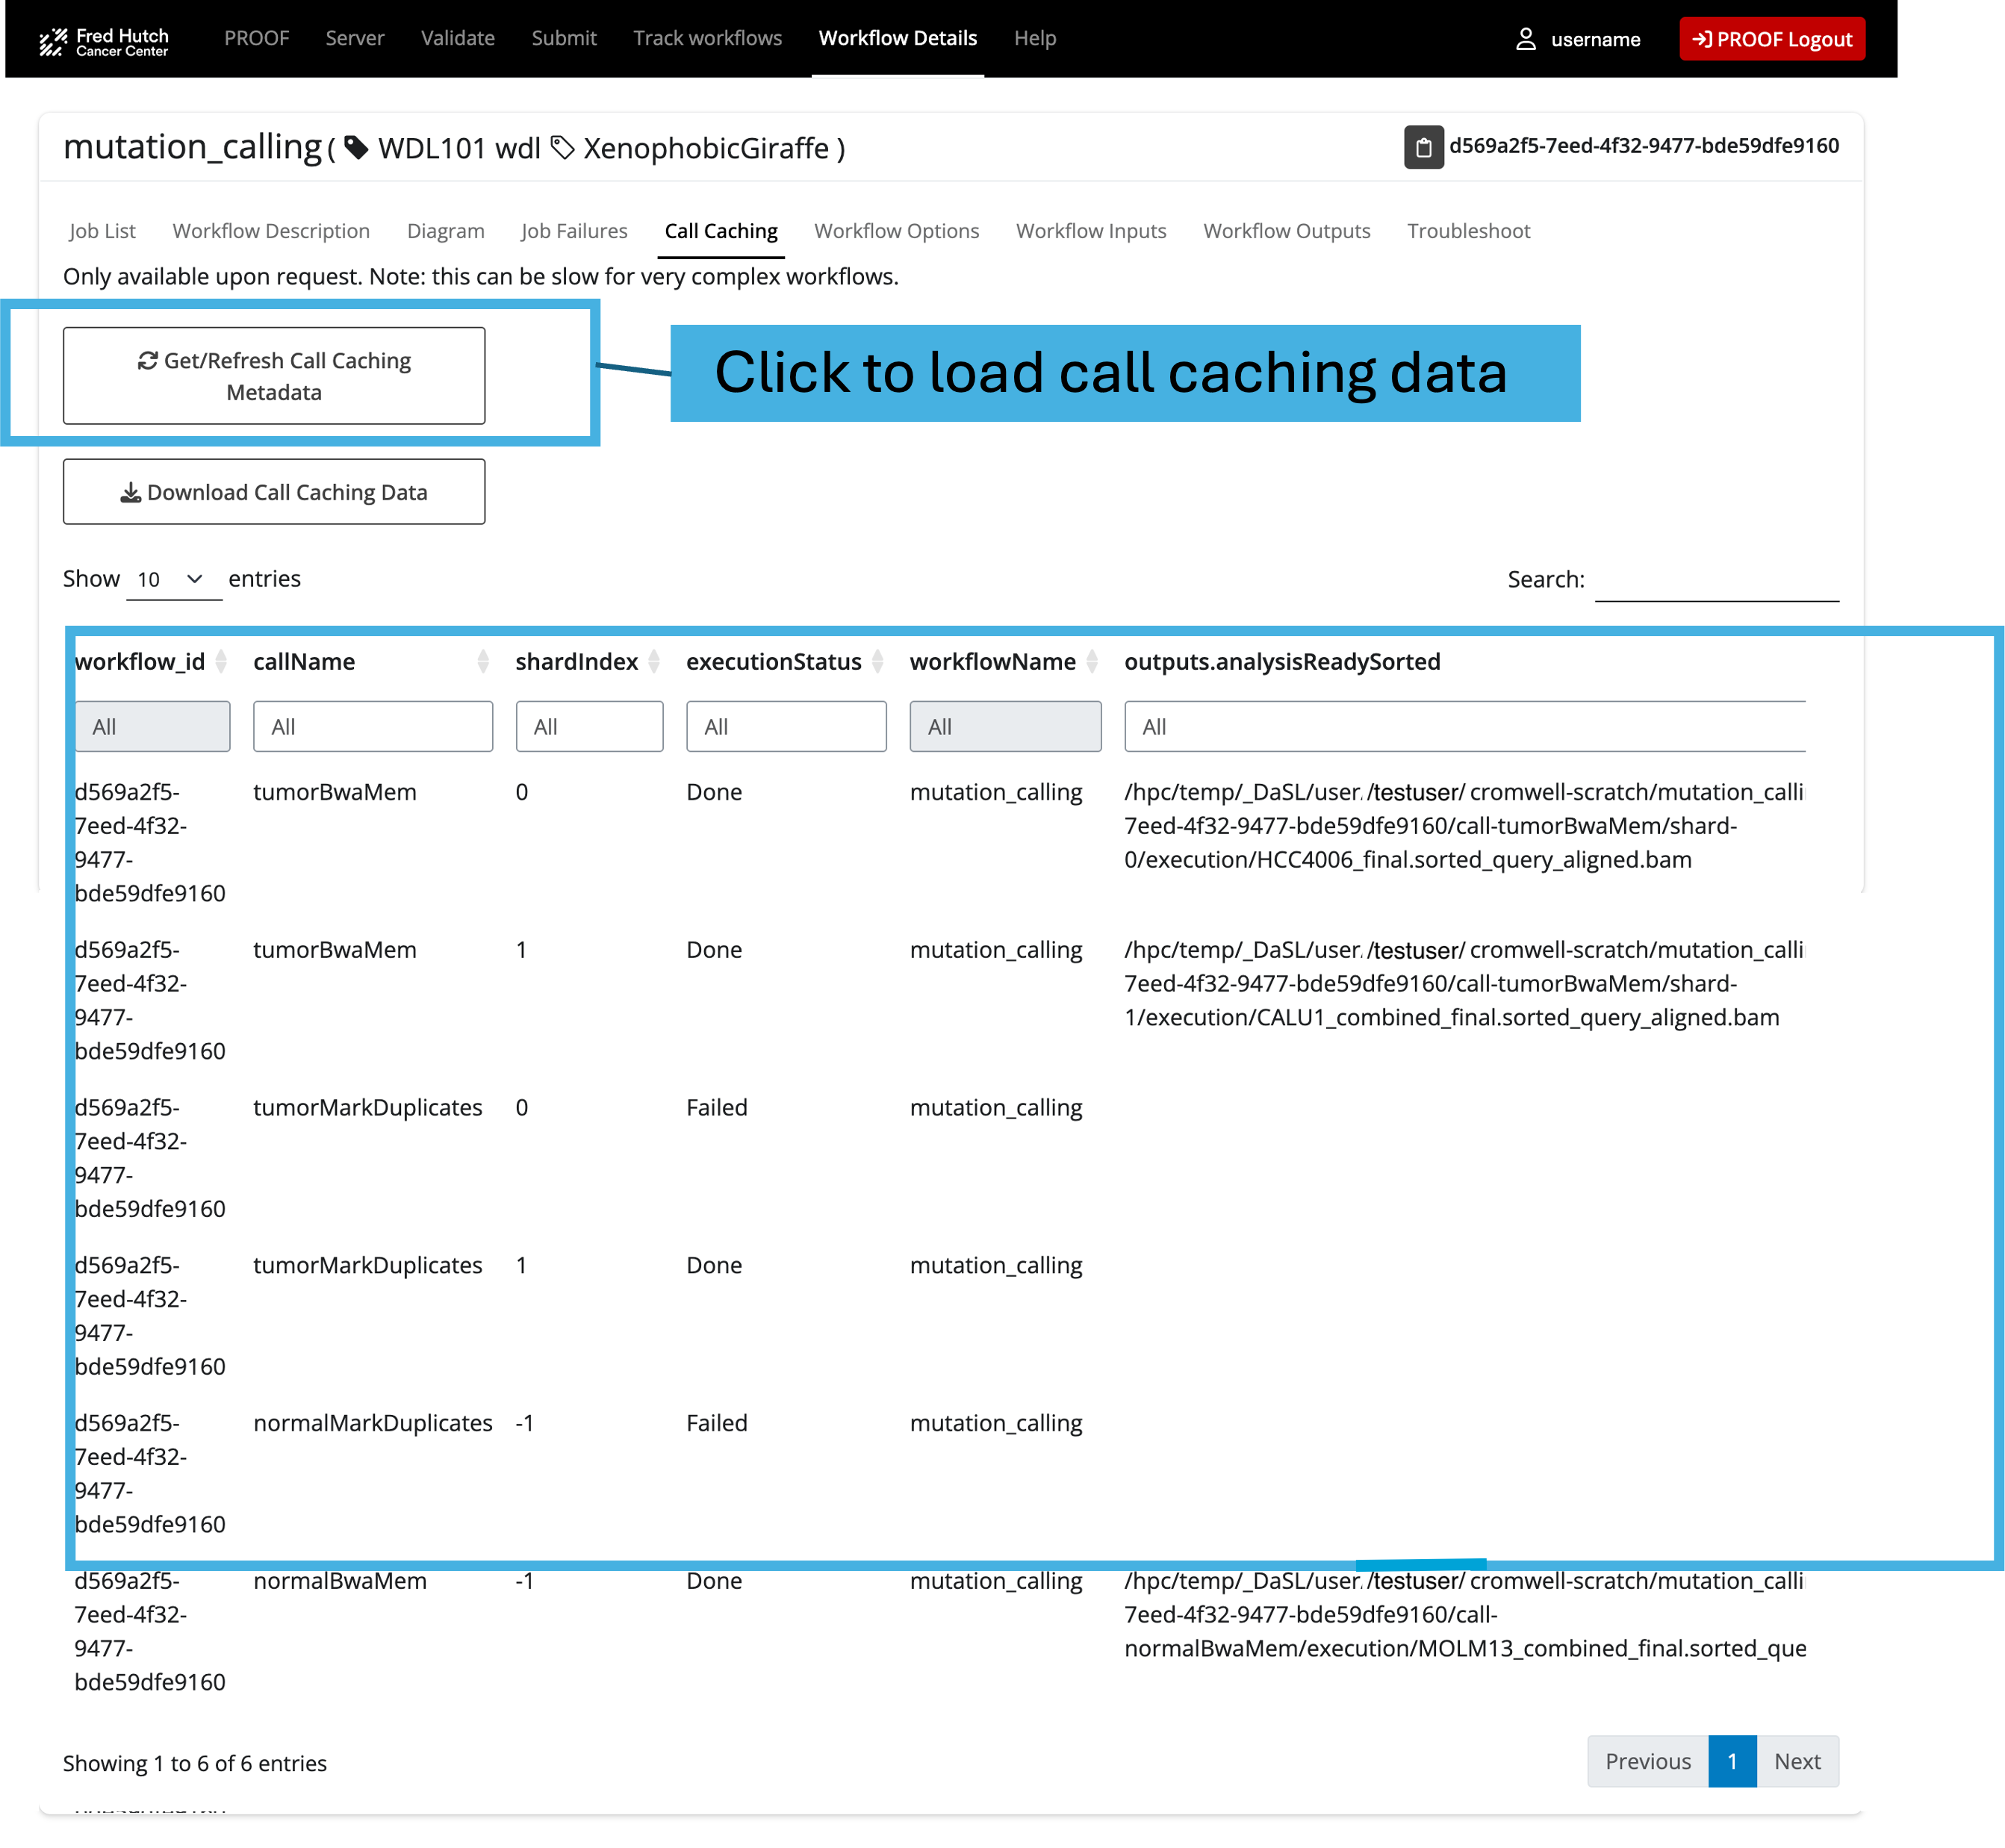 Fred Hutch
Cancer Center
PROOF Server Validate Submit Track workflows Workflow Details Help username PROOF Logout
mutation_calling ( WDL101 wdl XenophobicGiraffe ) d569a2f5-7eed-4f32-9477-bde59dfe9160
Job List Workflow Description Diagram Job Failures Call Caching Workflow Options Workflow Inputs Workflow Outputs Troubleshoot
Only available upon request. Note: this can be slow for very complex workflows.
Get/Refresh Call Caching
Metadata
Click to load call caching data
Download Call Caching Data
Show 10 entries Search:
workflow_id callName shardIndex executionStatus workflowName outputs.analysisReadySorted
All All All All All All
d569a2f5- tumorBwaMem 0 Done mutation_calling /hpc/temp/_DaSL/user. /testuser/ cromwell-scratch/mutation_calli
7eed-4f32- 7eed-4f32-9477-bde59dfe9160/call-tumorBwaMem/shard-
9477- 0/execution/HCC4006_final.sorted_query_aligned.bam
bde59dfe9160
d569a2f5- tumorBwaMem 1 Done mutation_calling /hpc/temp/_DaSL/user. /testuser/ cromwell-scratch/mutation_calli
7eed-4f32- 7eed-4f32-9477-bde59dfe9160/call-tumorBwaMem/shard-
9477- 1/execution/CALU1_combined_final.sorted_query_aligned.bam
bde59dfe9160
d569a2f5- tumorMarkDuplicates 0 Failed mutation_calling
7eed-4f32-
9477-
bde59dfe9160
d569a2f5- tumorMarkDuplicates 1 Done mutation_calling
7eed-4f32-
9477-
bde59dfe9160
d569a2f5- normalMarkDuplicates -1 Failed mutation_calling
7eed-4f32-
9477-
bde59dfe9160
d569a2f5- normalBwaMem -1 Done mutation_calling /hpc/temp/_DaSL/user. /testuser/ cromwell-scratch/mutation_calli
7eed-4f32- 7eed-4f32-9477-bde59dfe9160/call-
9477- normalBwaMem/execution/MOLM13_combined_final.sorted_que
bde59dfe9160
Showing 1 to 6 of 6 entries Previous 1 Next